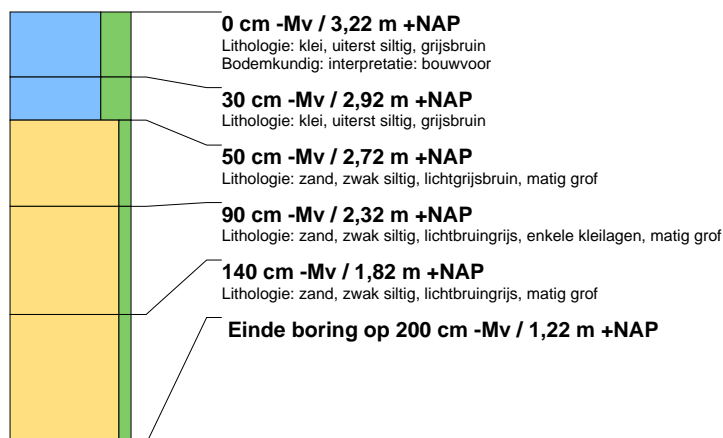 0 cm -Mv / 3,22 m +NAP
Lithologie: klei, uiterst siltig, grijsbruin
Bodemkundig: interpretatie: bouwvoor
30 cm -Mv / 2,92 m +NAP
Lithologie: klei, uiterst siltig, grijsbruin
50 cm -Mv / 2,72 m +NAP
Lithologie: zand, zwak siltig, lichtgrijsbruin, matig grof
90 cm -Mv / 2,32 m +NAP
Lithologie: zand, zwak siltig, lichtbruingrijs, enkele kleilagen, matig grof
140 cm -Mv / 1,82 m +NAP
Lithologie: zand, zwak siltig, lichtbruingrijs, matig grof
Einde boring op 200 cm -Mv / 1,22 m +NAP